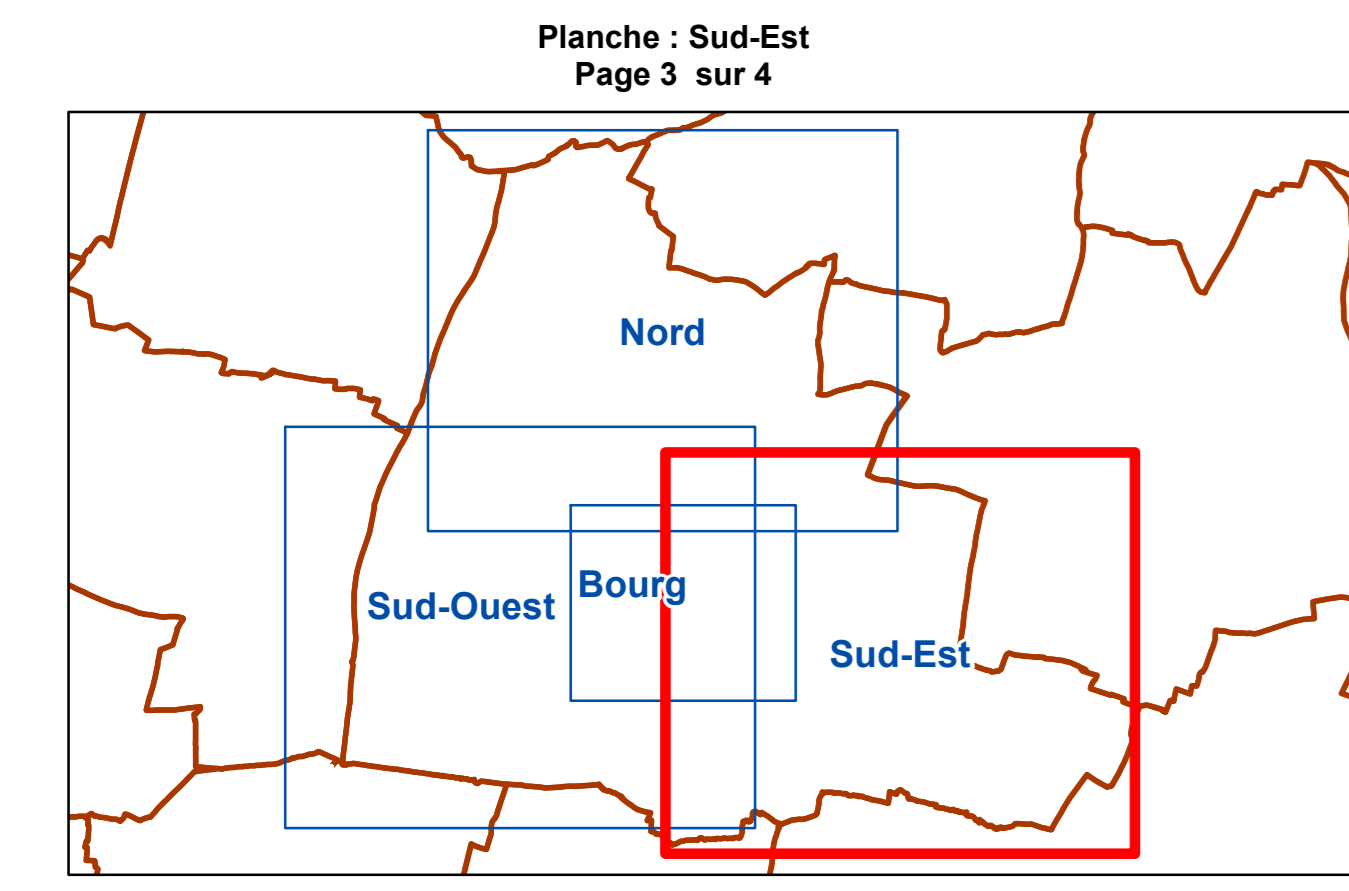 Planche : Sud-Est
Page 3  sur 4
Nord
Bourg
Sud-Ouest
Sud-Est